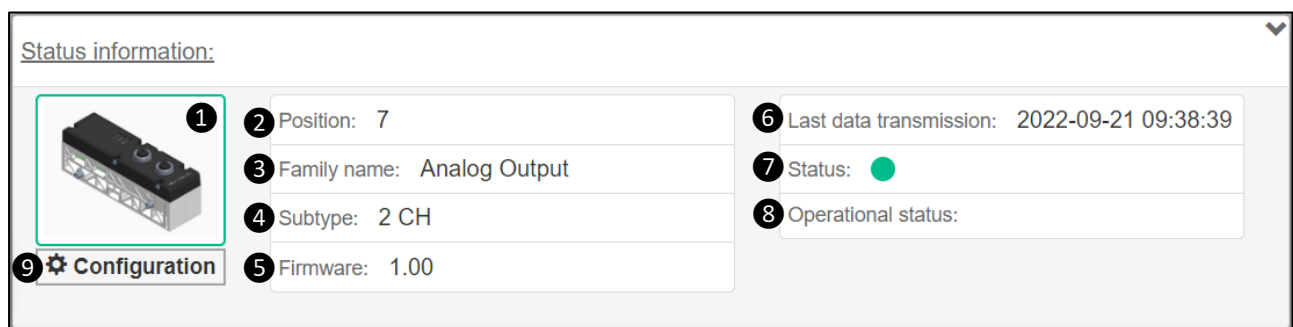 Status information:
1
2 Position: 7
3 Family name: Analog Output
4 Subtype: 2 CH
5 Firmware: 1.00
6 Last data transmission: 2022-09-21 09:38:39
7 Status:
8 Operational status:
9 Configuration